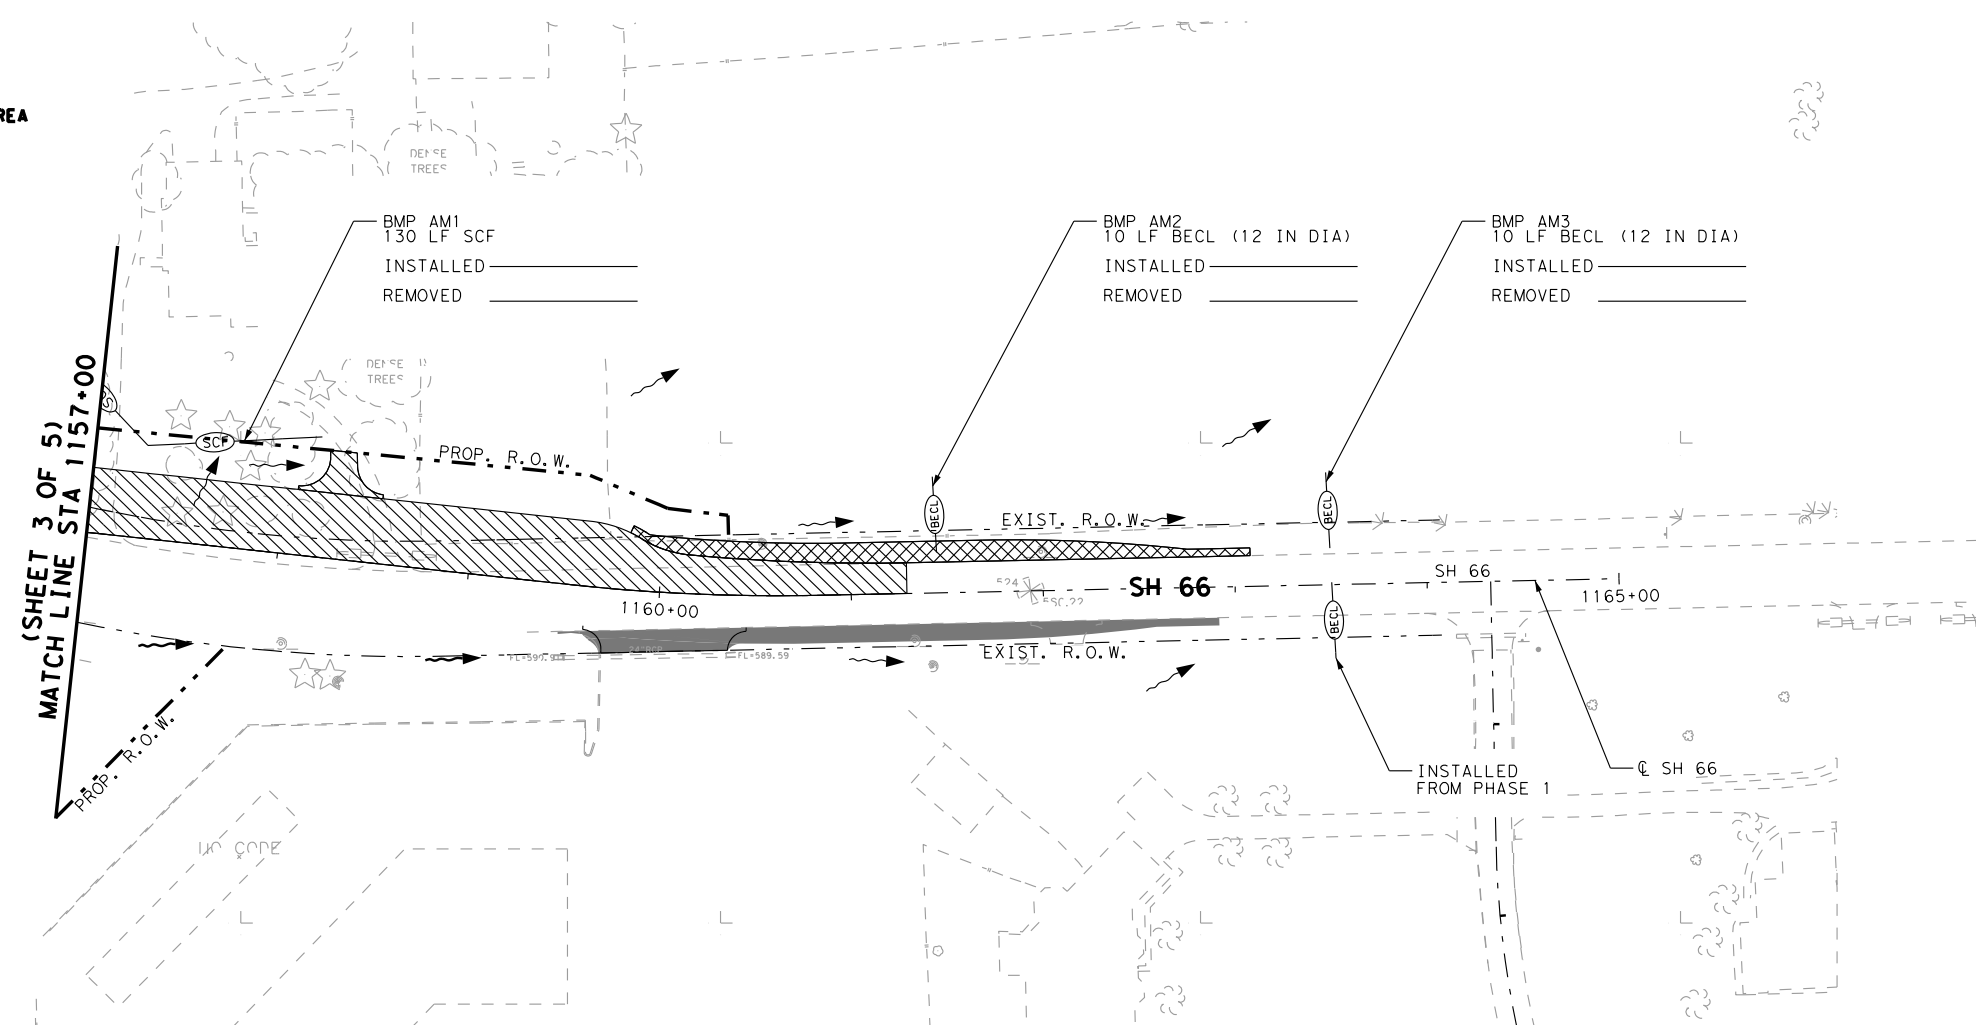 REA
DENSE
TREES
BMP AM1
130 LF SCF
INSTALLED
REMOVED
BMP AM2
10 LF BECL (12 IN DIA)
INSTALLED
REMOVED
BMP AM3
10 LF BECL (12 IN DIA)
INSTALLED
REMOVED
DENSE
TREES
(SHEET 3 OF 5)
MATCH LINE STA 1157+00
SCF
PROP. R.O.W.
BECL
BECL
EXIST. R.O.W.
SH 66
SH 66
1160+00
1165+00
BECL
FL=589.59
EXIST. R.O.W.
PROP. R.O.W.
INSTALLED
FROM PHASE 1
℄ SH 66